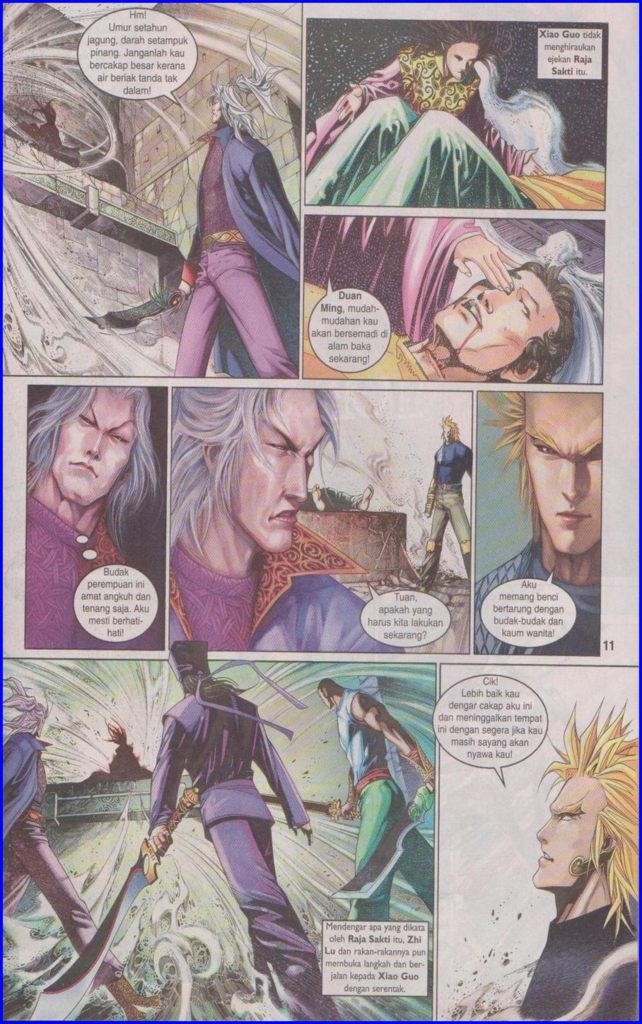 Hm!
Umur setahun
jagung, darah setampuk
pinang. Janganlah kau
bercakap besar kerana
air beriak tanda tak
dalam!
Xiao Guo tidak
menghiraukan
ejekan Raja
Sakti itu.
Duan
Ming, mudah-
mudahan kau
akan bersemadi di
alam baka
sekarang!
Budak
perempuan ini
amat angkuh dan
tenang saja. Aku
mesti berhati-
hati!
Tuan,
apakah yang
harus kita lakukan
sekarang?
Aku
memang benci
bertarung dengan
budak-budak dan
kaum wanita!
11
Mendengar apa yang dikata
oleh Raja Sakti itu, Zhi
Lu dan rakan-rakannya pun
membuka langkah dan ber-
jalan kepada Xiao Guo
dengan serentak.
Cik!
Lebih baik kau
dengar cakap aku ini
dan meninggalkan tempat
ini dengan segera jika kau
masih sayang akan
nyawa kau!